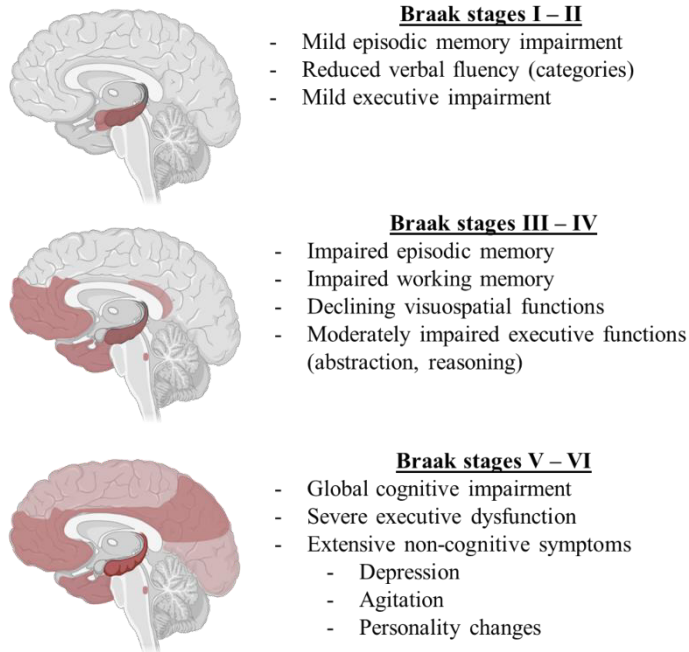 Braak stages I – II
- Mild episodic memory impairment
- Reduced verbal fluency (categories)
- Mild executive impairment
Braak stages III – IV
- Impaired episodic memory
- Impaired working memory
- Declining visuospatial functions
- Moderately impaired executive functions
(abstraction, reasoning)
Braak stages V – VI
- Global cognitive impairment
- Severe executive dysfunction
- Extensive non-cognitive symptoms
- Depression
- Agitation
- Personality changes